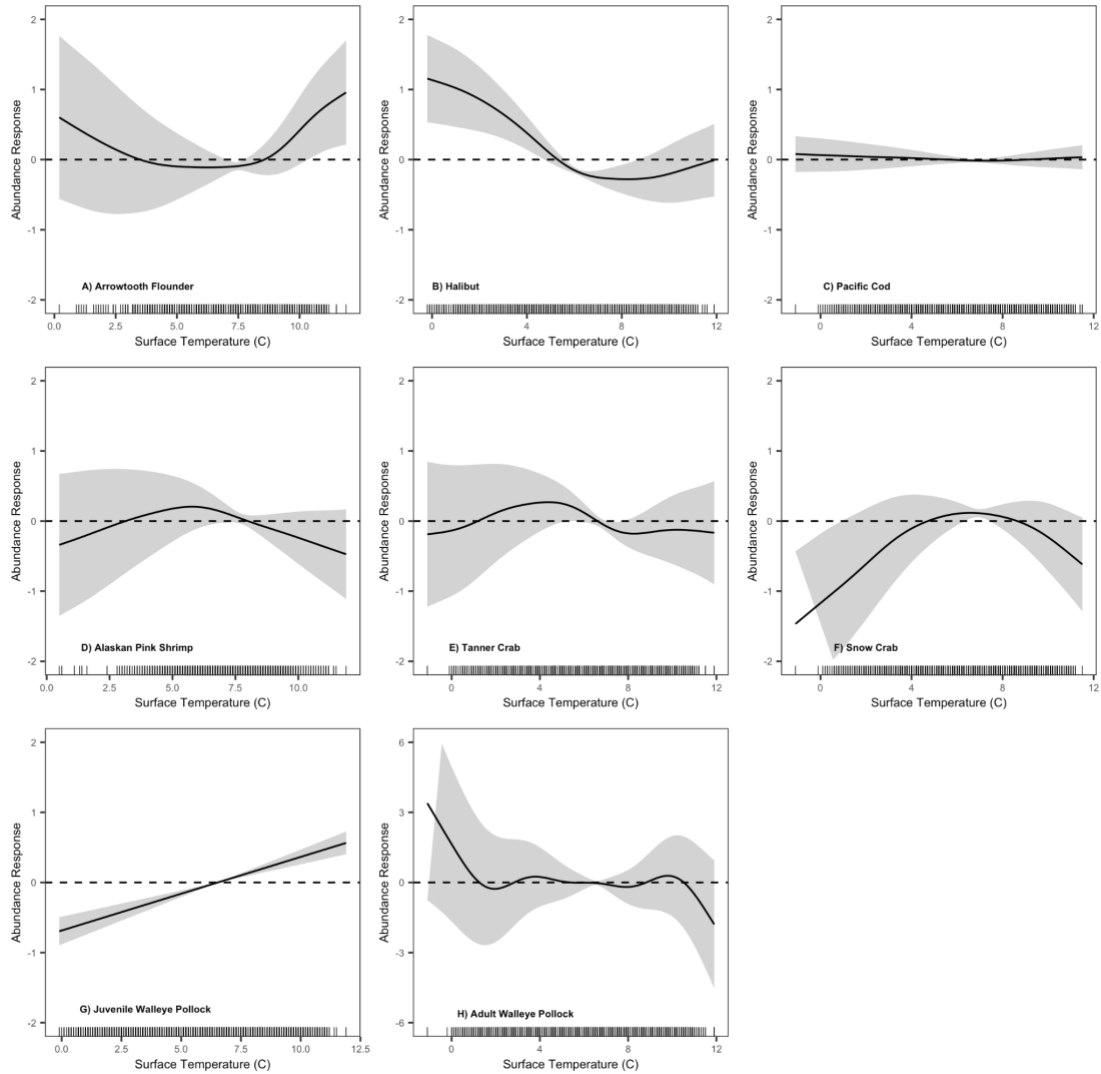 2
1
0
-1
-2
Abundance Response
A) Arrowtooth Flounder
0.0 2.5 5.0 7.5 10.0
Surface Temperature (C)
2
1
0
-1
-2
Abundance Response
B) Halibut
0 4 8 12
Surface Temperature (C)
2
1
0
-1
-2
Abundance Response
C) Pacific Cod
0 4 8 12
Surface Temperature (C)
2
1
0
-1
-2
Abundance Response
D) Alaskan Pink Shrimp
0.0 2.5 5.0 7.5 10.0
Surface Temperature (C)
2
1
0
-1
-2
Abundance Response
E) Tanner Crab
0 4 8 12
Surface Temperature (C)
2
1
0
-1
-2
Abundance Response
F) Snow Crab
0 4 8 12
Surface Temperature (C)
2
1
0
-1
-2
Abundance Response
G) Juvenile Walleye Pollock
0.0 2.5 5.0 7.5 10.0 12.5
Surface Temperature (C)
6
3
0
-3
-6
Abundance Response
H) Adult Walleye Pollock
0 4 8 12
Surface Temperature (C)